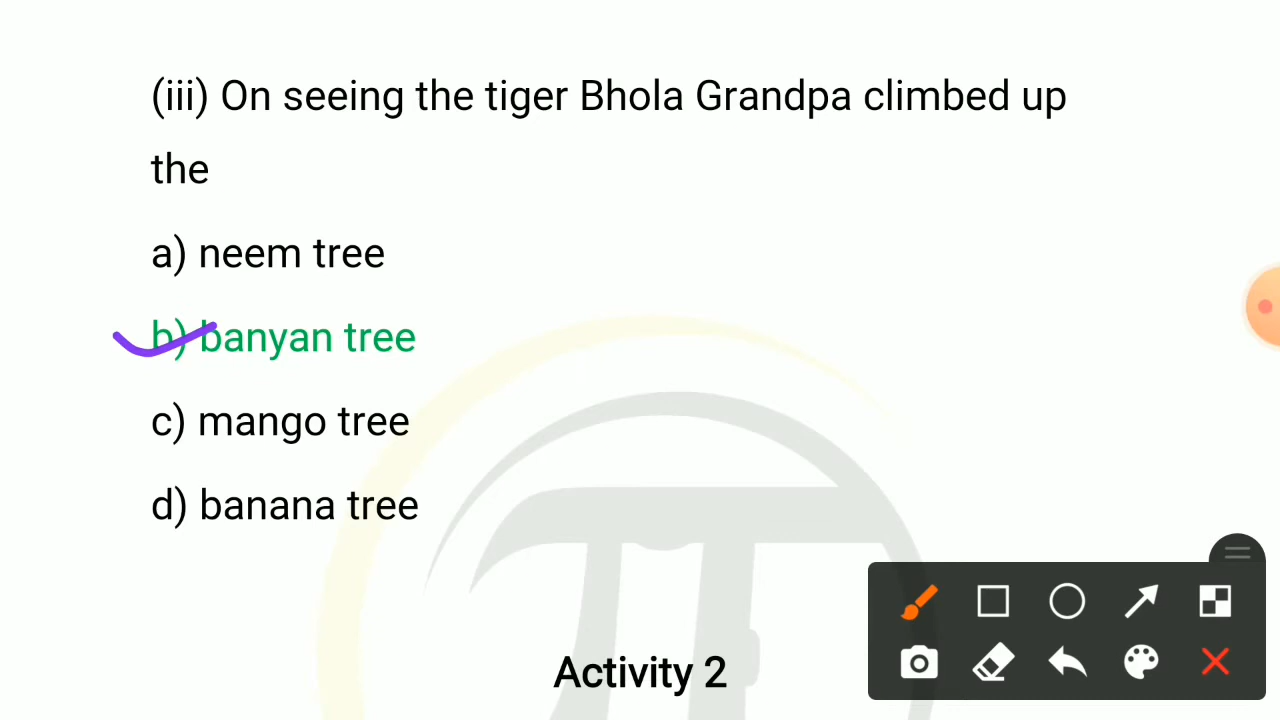 (iii) On seeing the tiger Bhola Grandpa climbed up
the
a) neem tree
b) banyan tree
c) mango tree
d) banana tree
Activity 2